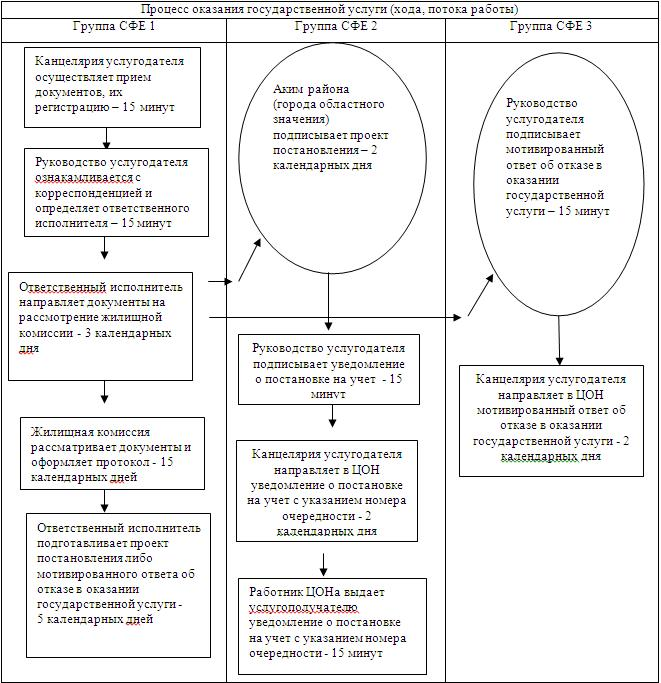 Процесс оказания государственной услуги (хода, потока работы)
Группа СФЕ 1
Группа СФЕ 2
Группа СФЕ 3
Канцелярия услугодателя
осуществляет прием
документов, их
регистрацию – 15 минут
Руководство услугодателя
ознакамливается с
корреспонденцией и
определяет ответственного
исполнителя – 15 минут
Ответственный исполнитель
направляет документы на
рассмотрение жилищной
комиссии - 3 календарных
дня
Жилищная комиссия
рассматривает документы и
оформляет протокол - 15
календарных дней
Ответственный исполнитель
подготавливает проект
постановления либо
мотивированного ответа об
отказе в оказании
государственной услуги -
5 календарных дней
Аким района
(города областного
значения)
подписывает проект
постановления – 2
календарных дня
Руководство услугодателя
подписывает уведомление
о постановке на учет - 15
минут
Канцелярия услугодателя
направляет в ЦОН
уведомление о постановке
на учет с указанием номера
очередности - 2
календарных дня
Работник ЦОНа выдает
услугополучателю
уведомление о постановке
на учет с указанием номера
очередности - 15 минут
Руководство
услугодателя
подписывает
мотивированный
ответ об отказе в
оказании
государственной
услуги – 15 минут
Канцелярия услугодателя
направляет в ЦОН
мотивированный ответ об
отказе в оказании
государственной услуги - 2
календарных дня